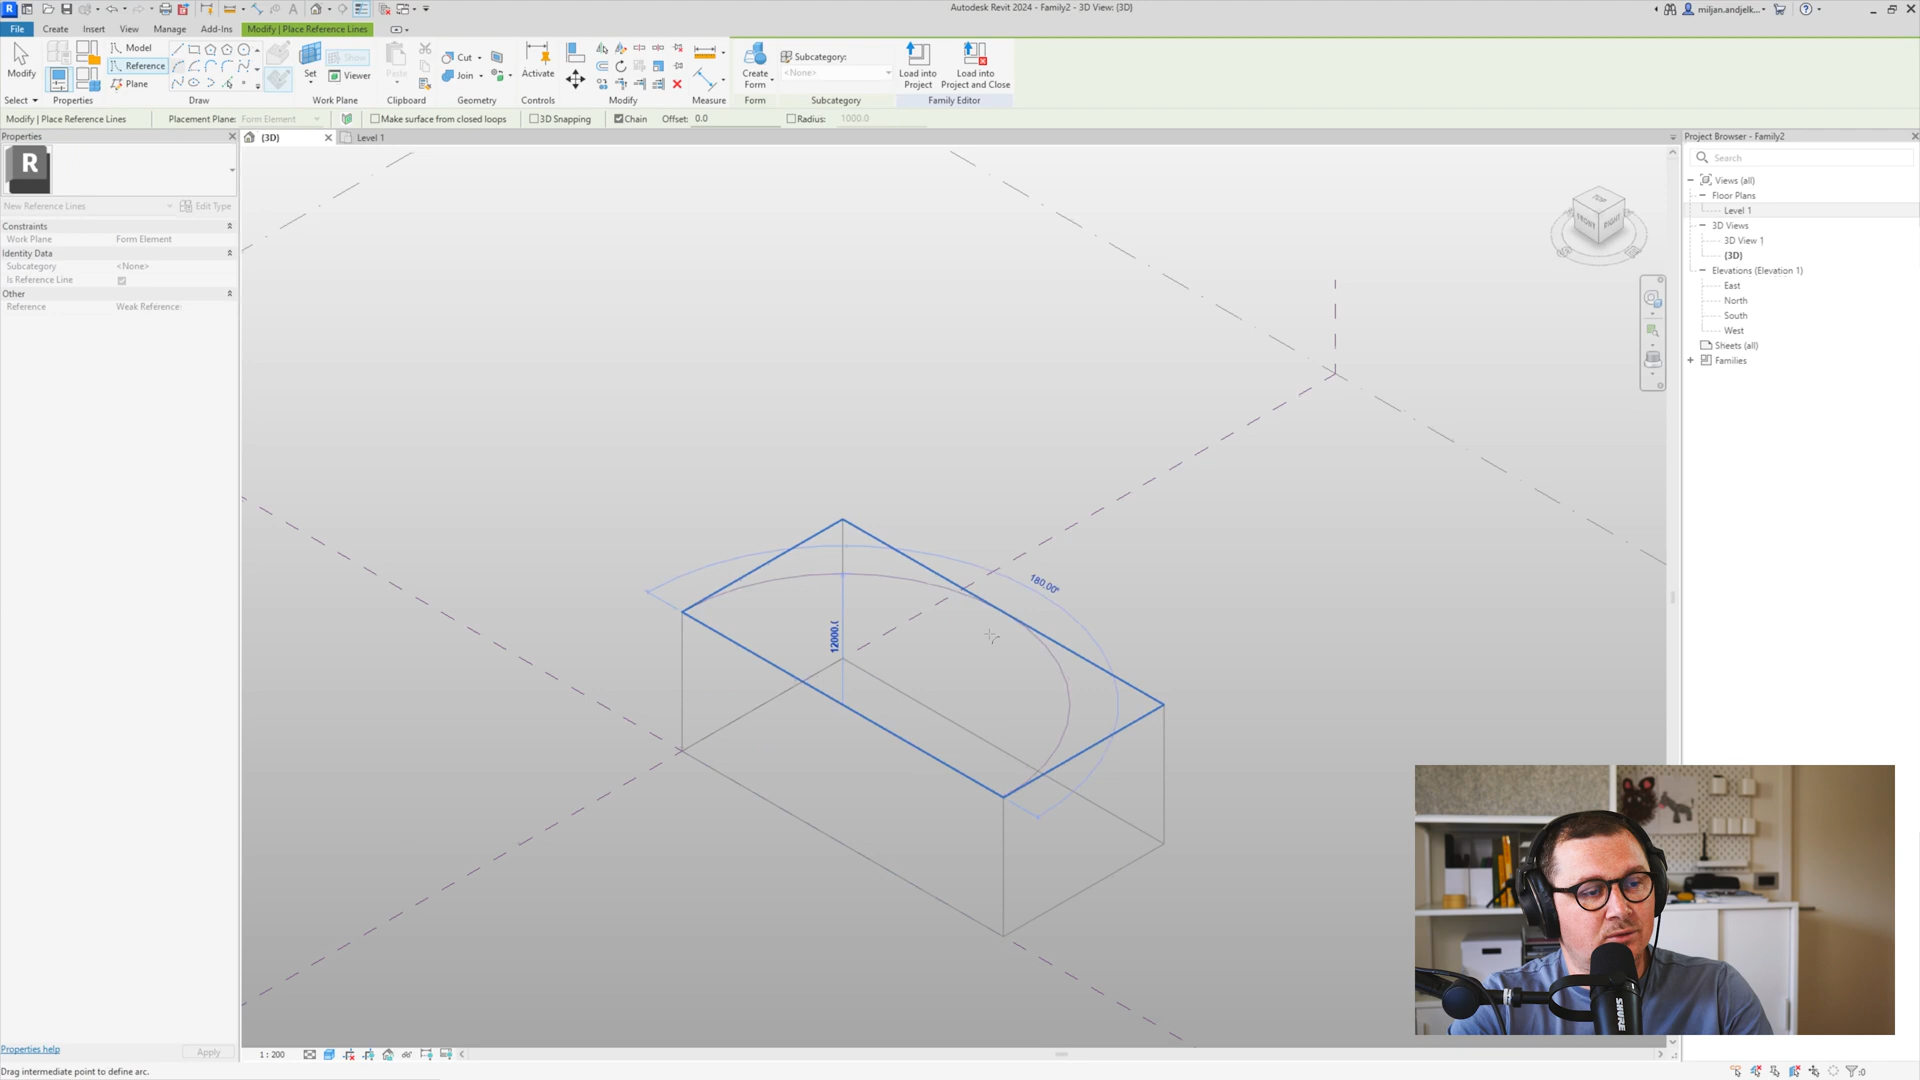 Autodesk Revit 2024 - Family2 - 3D View: {3D}
miljan.andjelk...
File
Create
Insert
View
Manage
Add-Ins
Modify | Place Reference Lines
Modify
Model
Reference
Plane
Set
Show
Viewer
Paste
Cut
Join
Activate
Create Form
Subcategory:
<None>
Load into Project
Load into Project and Close
Select
Properties
Draw
Work Plane
Clipboard
Geometry
Controls
Modify
Measure
Form
Subcategory
Family Editor
Modify | Place Reference Lines
Placement Plane: Form Element
Make surface from closed loops
3D Snapping
Chain
Offset: 0.0
Radius: 1000.0
Properties
{3D}
Level 1
Project Browser - Family2
R
New Reference Lines
Edit Type
Constraints
Work Plane Form Element
Identity Data
Subcategory <None>
Is Reference Line
Other
Reference Weak Reference
Search
Views (all)
Floor Plans
Level 1
3D Views
3D View 1
{3D}
Elevations (Elevation 1)
East
North
South
West
Sheets (all)
Families
TOP
FRONT
RIGHT
180.00°
12000.(
SHURE
Properties help
Apply
1 : 200
Drag intermediate point to define arc.
:0